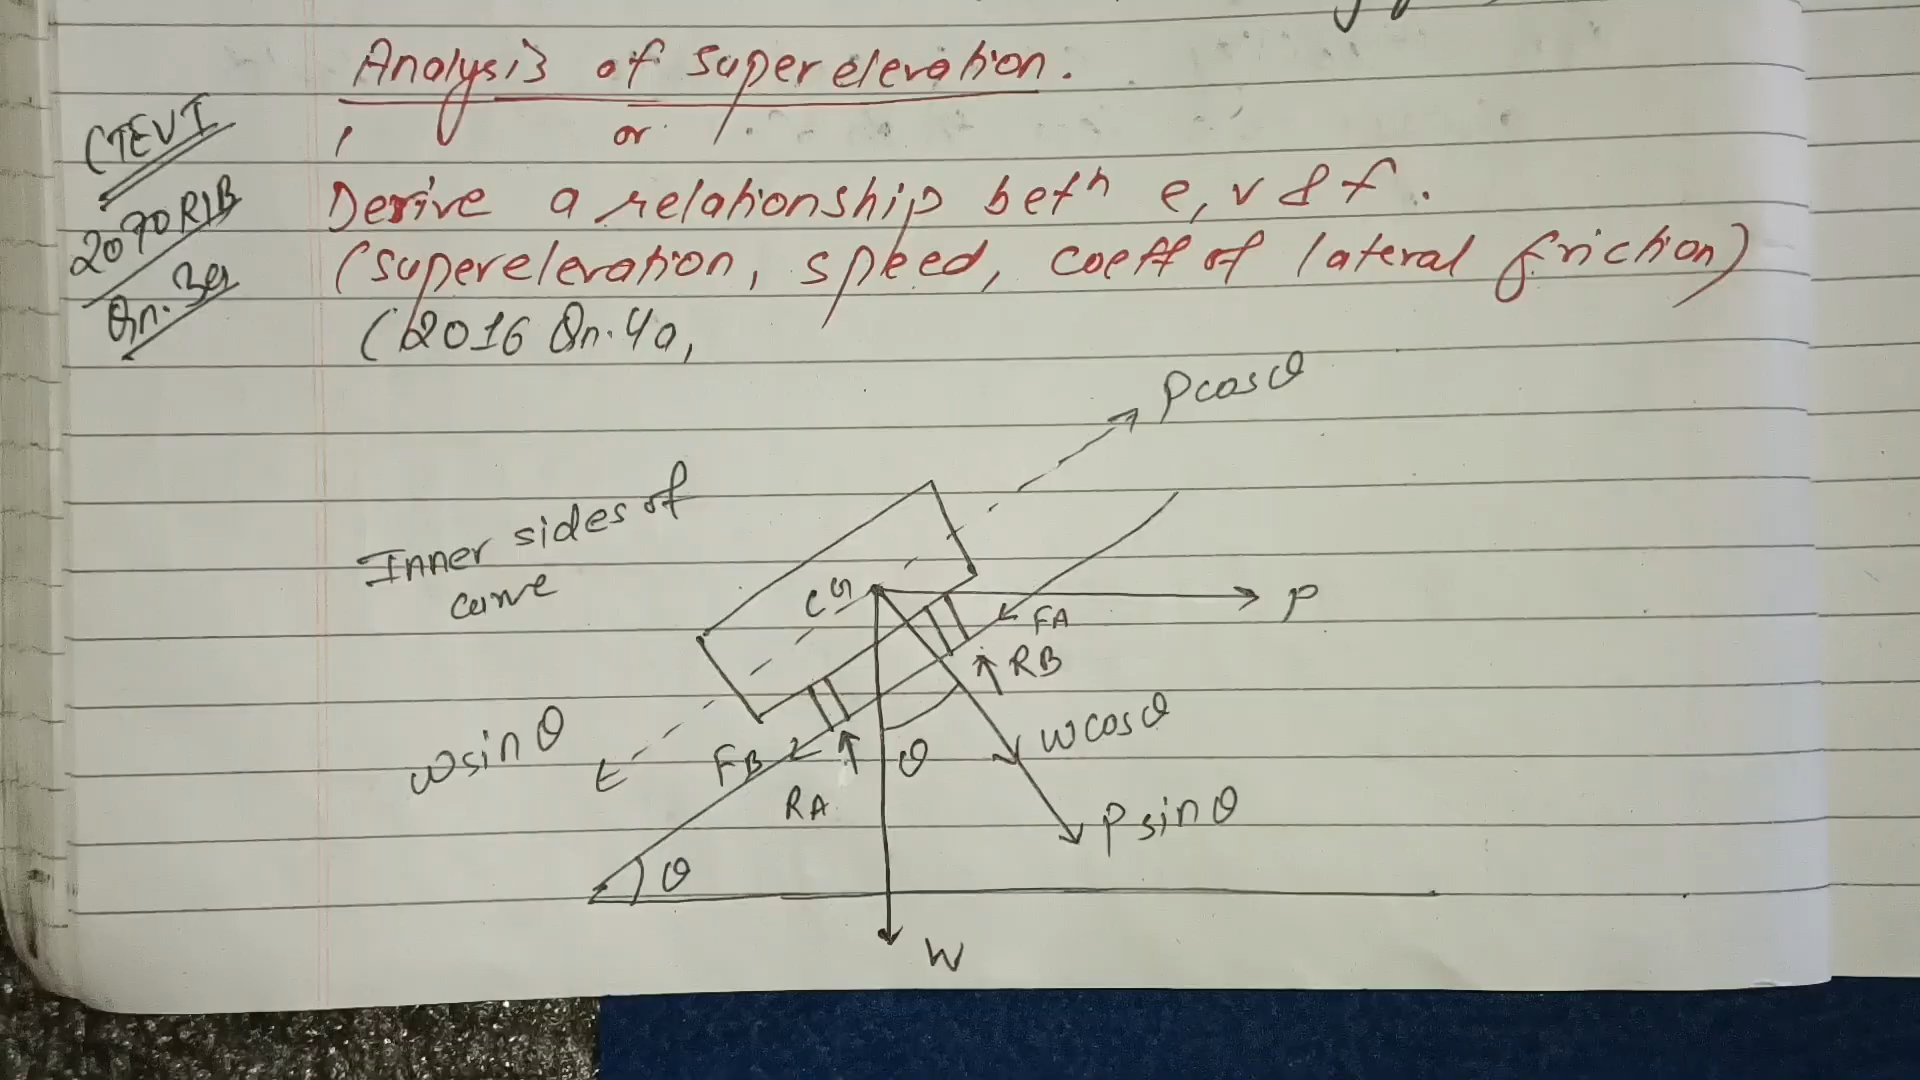 Analysis of superelevation.
or
Derive a relationship betn e, v & f.
(superelevation, speed, coeff of lateral friction)
(2016 Qn. 4a,
CTEVT
2070 R/B
Qn. 3a
Pcosθ
Inner sides of
curve
CG
P
FA
RB
wsinθ
FB
wcosθ
θ
RA
Psinθ
θ
W